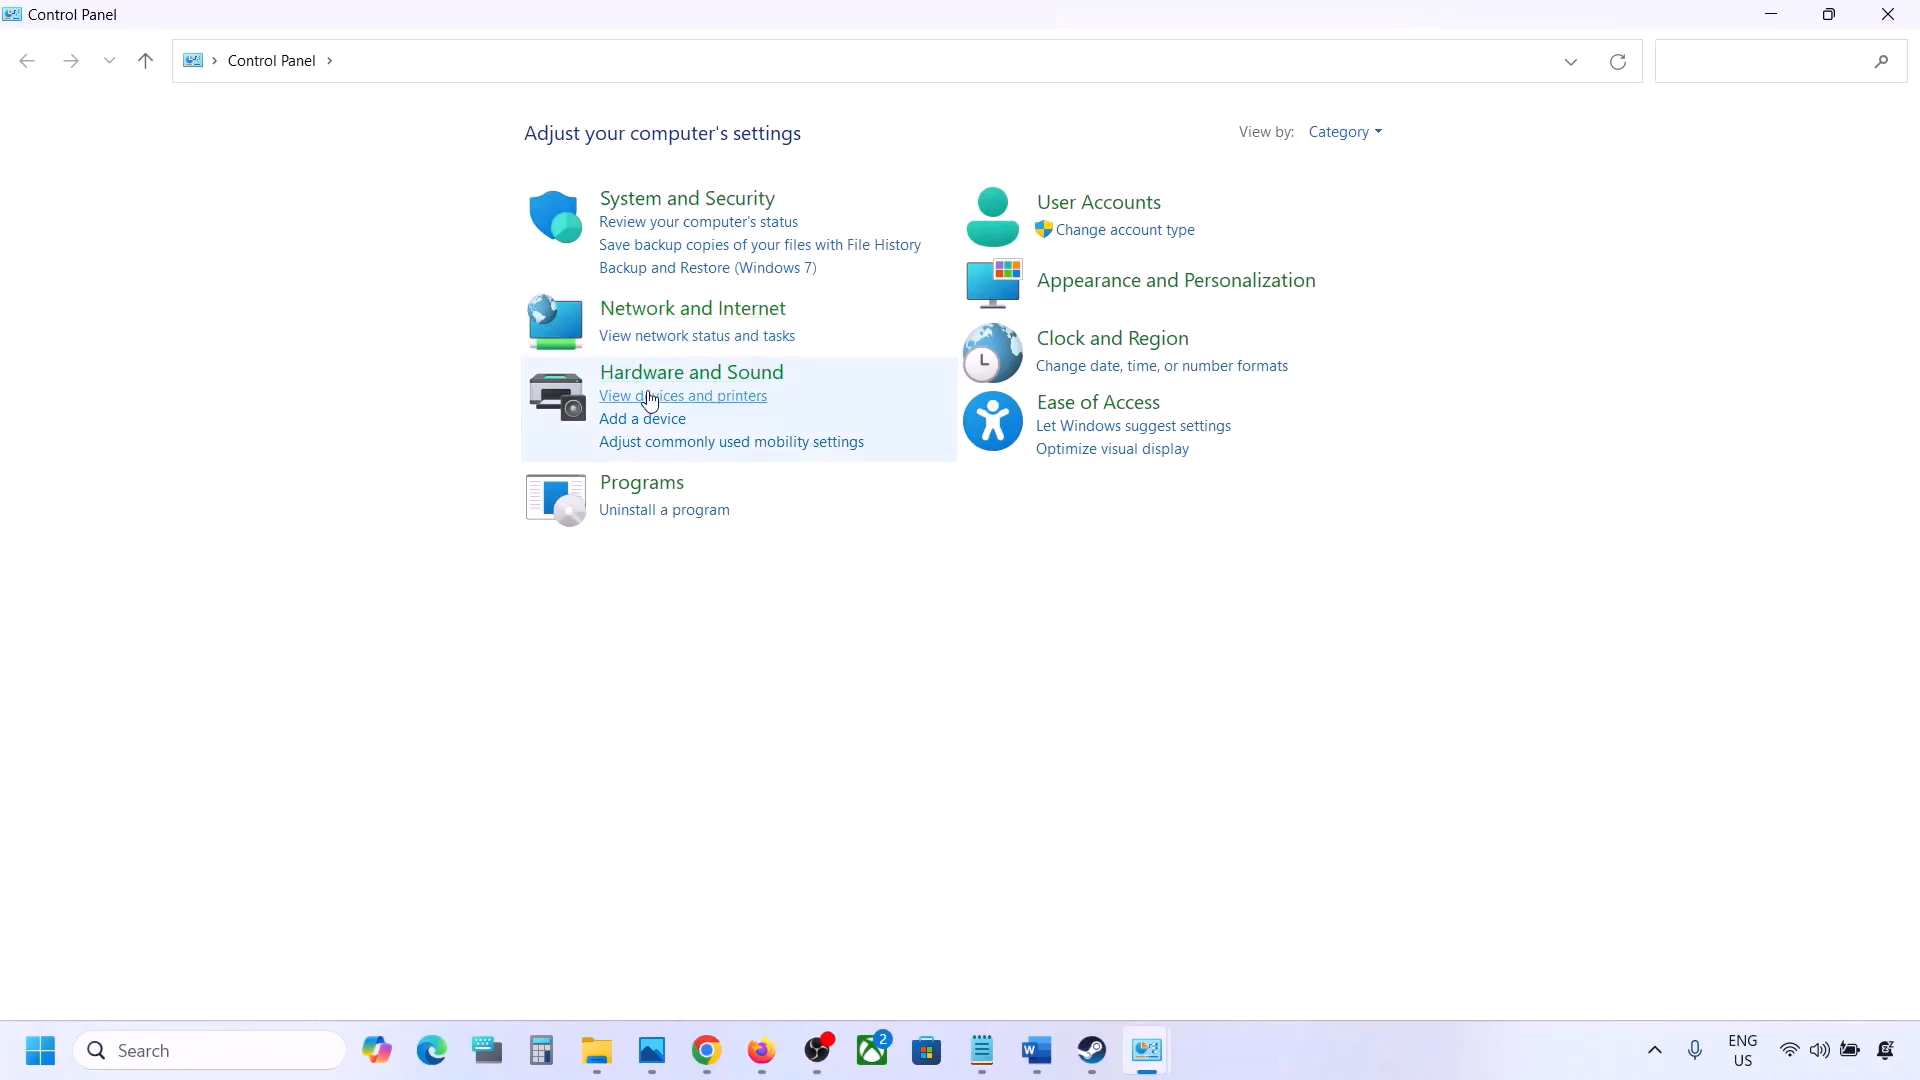 Control Panel
Control Panel
Adjust your computer's settings
View by: Category
System and Security
Review your computer's status
Save backup copies of your files with File History
Backup and Restore (Windows 7)
Network and Internet
View network status and tasks
Hardware and Sound
View devices and printers
Add a device
Adjust commonly used mobility settings
Programs
Uninstall a program
User Accounts
Change account type
Appearance and Personalization
Clock and Region
Change date, time, or number formats
Ease of Access
Let Windows suggest settings
Optimize visual display
Search
2
W
ENG
US